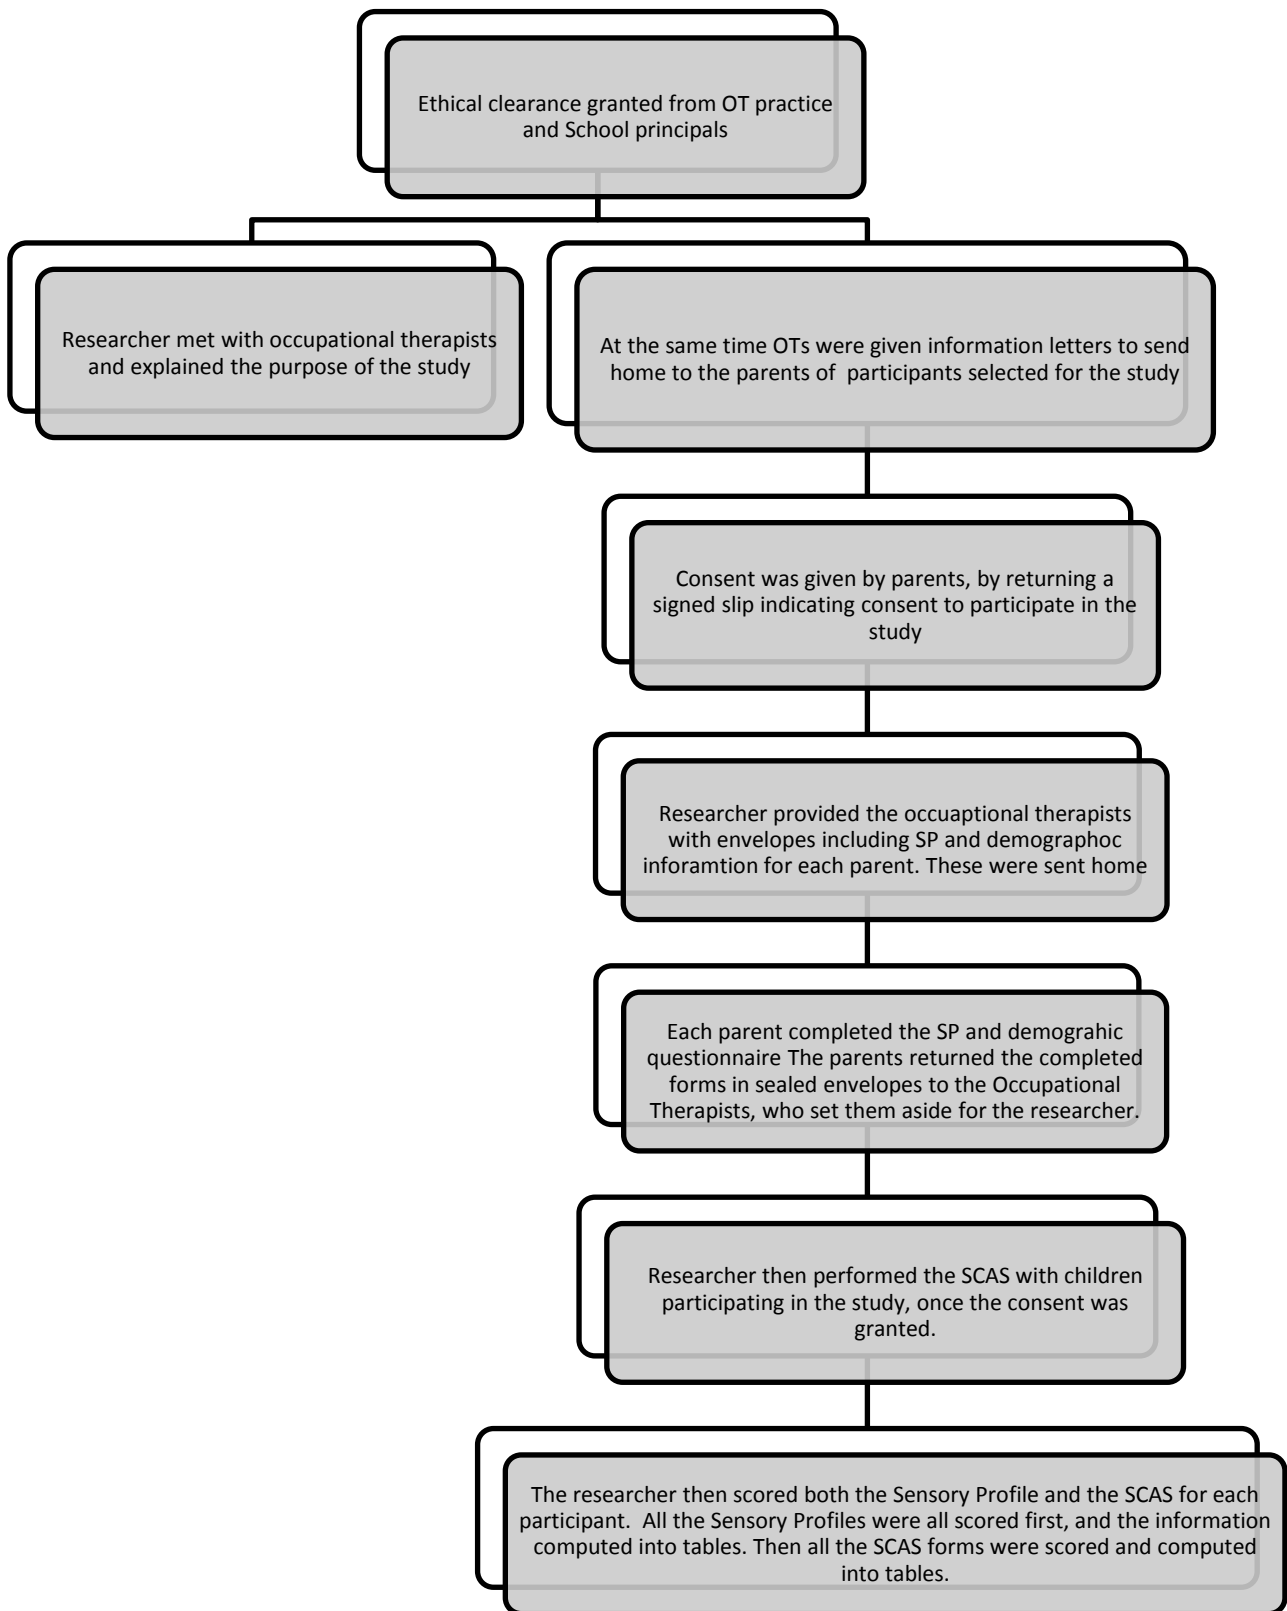 Ethical clearance granted from OT practice
and School principals
Researcher met with occupational therapists
and explained the purpose of the study
At the same time OTs were given information letters to send
home to the parents of  participants selected for the study
Consent was given by parents, by returning a
signed slip indicating consent to participate in the
study
Researcher provided the occuaptional therapists
with envelopes including SP and demographoc
inforamtion for each parent. These were sent home
Each parent completed the SP and demograhic
questionnaire The parents returned the completed
forms in sealed envelopes to the Occupational
Therapists, who set them aside for the researcher.
Researcher then performed the SCAS with children
participating in the study, once the consent was
granted.
The researcher then scored both the Sensory Profile and the SCAS for each
participant.  All the Sensory Profiles were all scored first, and the information
computed into tables. Then all the SCAS forms were scored and computed
into tables.